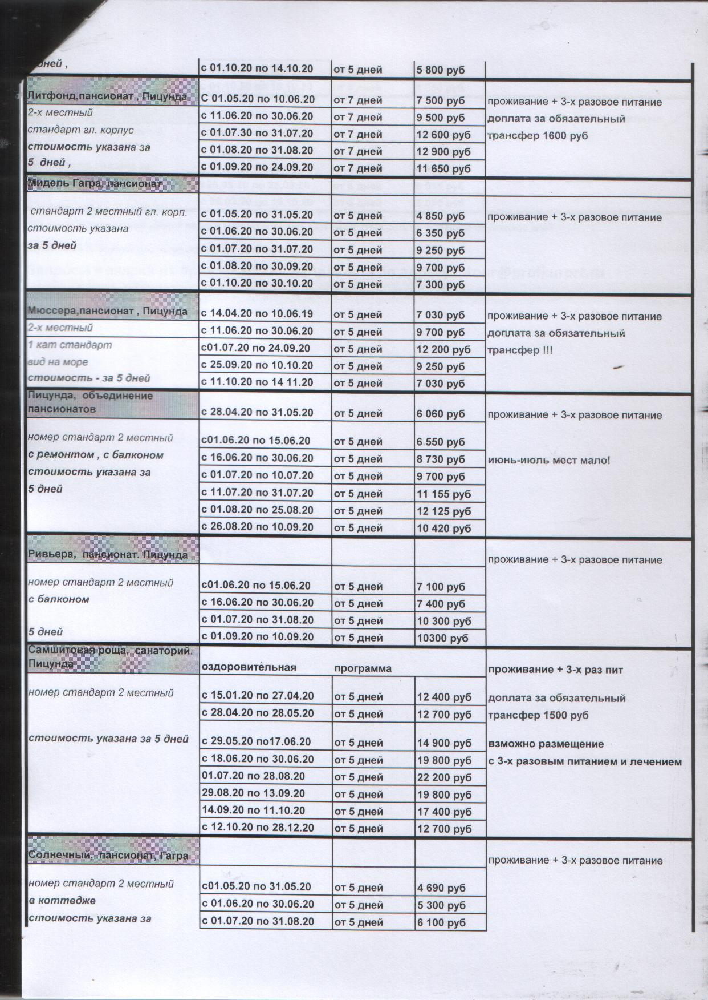 дней ,
с 01.10.20 по 14.10.20 от 5 дней 5 800 руб
Литфонд,пансионат , Пицунда С 01.05.20 по 10.06.20 от 7 дней 7 500 руб проживание + 3-х разовое питание
2-х местный с 11.06.20 по 30.06.20 от 7 дней 9 500 руб доплата за обязательный
стандарт гл. корпус с 01.07.30 по 31.07.20 от 7 дней 12 600 руб трансфер 1600 руб
стоимость указана за с 01.08.20 по 31.08.20 от 7 дней 12 900 руб
5 дней , с 01.09.20 по 24.09.20 от 7 дней 11 650 руб
Мидель Гагра, пансионат
стандарт 2 местный гл. корп. с 01.05.20 по 31.05.20 от 5 дней 4 850 руб проживание + 3-х разовое питание
стоимость указана с 01.06.20 по 30.06.20 от 5 дней 6 350 руб
за 5 дней с 01.07.20 по 31.07.20 от 5 дней 9 250 руб
с 01.08.20 по 30.09.20 от 5 дней 9 700 руб
с 01.10.20 по 30.10.20 от 5 дней 7 300 руб
Мюссера,пансионат , Пицунда с 14.04.20 по 10.06.19 от 5 дней 7 030 руб проживание + 3-х разовое питание
2-х местный с 11.06.20 по 30.06.20 от 5 дней 9 700 руб доплата за обязательный
1 кат стандарт с01.07.20 по 24.09.20 от 5 дней 12 200 руб трансфер !!!
вид на море с 25.09.20 по 10.10.20 от 5 дней 9 250 руб
стоимость - за 5 дней с 11.10.20 по 14 11.20 от 5 дней 7 030 руб
Пицунда, объединение
пансионатов с 28.04.20 по 31.05.20 от 5 дней 6 060 руб проживание + 3-х разовое питание
номер стандарт 2 местный с01.06.20 по 15.06.20 от 5 дней 6 550 руб
с ремонтом , с балконом с 16.06.20 по 30.06.20 от 5 дней 8 730 руб июнь-июль мест мало!
стоимость указана за с 01.07.20 по 10.07.20 от 5 дней 9 700 руб
5 дней с 11.07.20 по 31.07.20 от 5 дней 11 155 руб
с 01.08.20 по 25.08.20 от 5 дней 12 125 руб
с 26.08.20 по 10.09.20 от 5 дней 10 420 руб
Ривьера, пансионат. Пицунда проживание + 3-х разовое питание
номер стандарт 2 местный с01.06.20 по 15.06.20 от 5 дней 7 100 руб
с балконом с 16.06.20 по 30.06.20 от 5 дней 7 400 руб
с 01.07.20 по 31.08.20 от 5 дней 10 300 руб
5 дней с 01.09.20 по 10.09.20 от 5 дней 10300 руб
Самшитовая роща, санаторий.
Пицунда оздоровительная программа проживание + 3-х раз пит
номер стандарт 2 местный с 15.01.20 по 27.04.20 от 5 дней 12 400 руб доплата за обязательный
с 28.04.20 по 28.05.20 от 5 дней 12 700 руб трансфер 1500 руб
стоимость указана за 5 дней с 29.05.20 по17.06.20 от 5 дней 14 900 руб взможно размещение
с 18.06.20 по 30.06.20 от 5 дней 19 800 руб с 3-х разовым питанием и лечением
01.07.20 по 28.08.20 от 5 дней 22 200 руб
29.08.20 по 13.09.20 от 5 дней 19 800 руб
14.09.20 по 11.10.20 от 5 дней 17 400 руб
с 12.10.20 по 28.12.20 от 5 дней 12 700 руб
Солнечный, пансионат, Гагра проживание + 3-х разовое питание
номер стандарт 2 местный с01.05.20 по 31.05.20 от 5 дней 4 690 руб
в коттедже с 01.06.20 по 30.06.20 от 5 дней 5 300 руб
стоимость указана за с 01.07.20 по 31.08.20 от 5 дней 6 100 руб